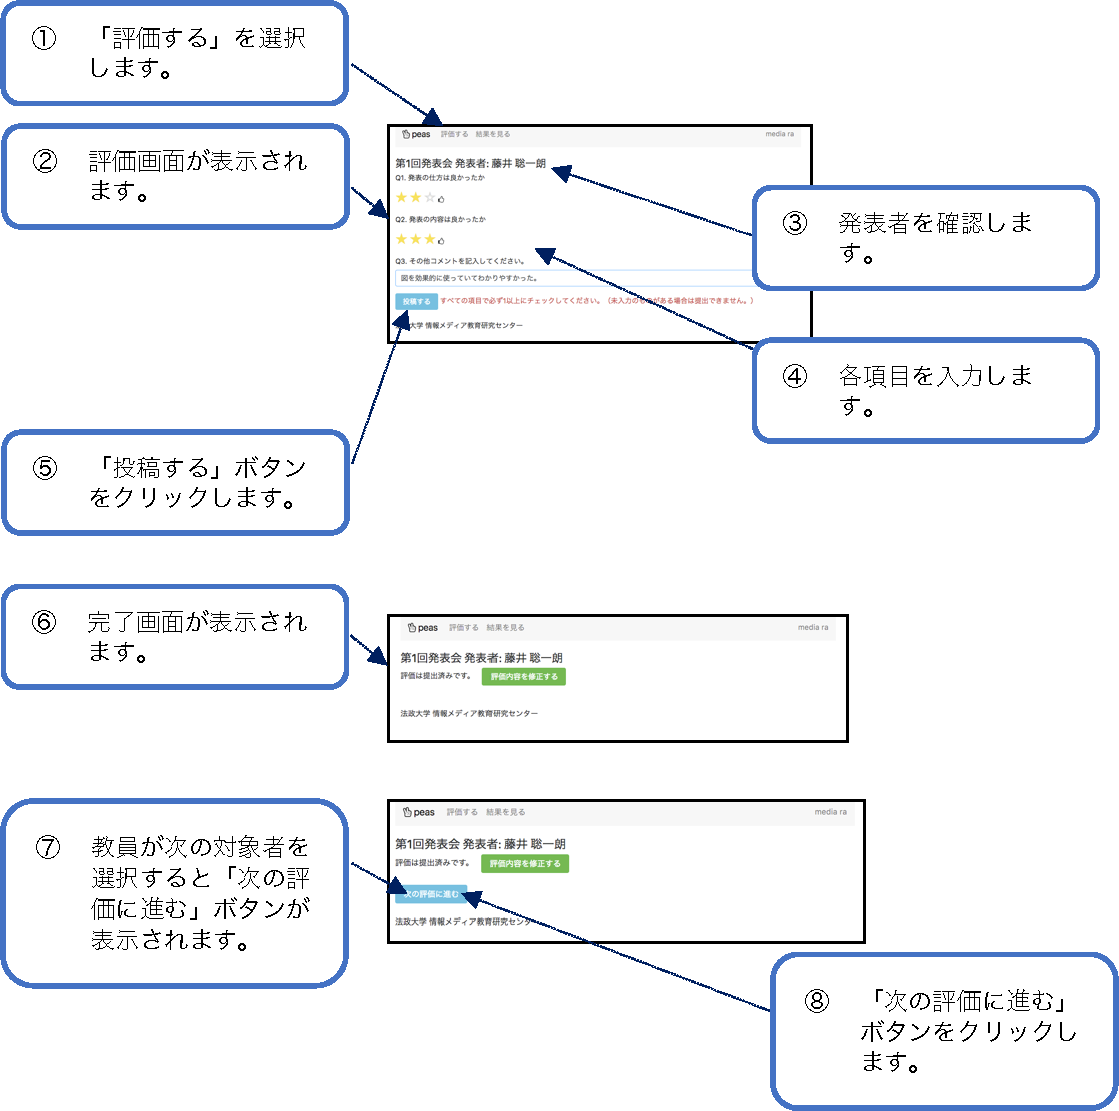 ① 「評価する」を選択
します。
② 評価画面が表示され
ます。
peas 評価する 結果を見る media ra
第1回発表会 発表者: 藤井 聡一朗
Q1. 発表の仕方は良かったか
Q2. 発表の内容は良かったか
Q3. その他コメントを記入してください。
図を効果的に使っていてわかりやすかった。
投稿する すべての項目で必ず1以上にチェックしてください。（未入力のものがある場合は提出できません。）
大学 情報メディア教育研究センター
③ 発表者を確認しま
す。
④ 各項目を入力しま
す。
⑤ 「投稿する」ボタン
をクリックします。
⑥ 完了画面が表示され
ます。
peas 評価する 結果を見る media ra
第1回発表会 発表者: 藤井 聡一朗
評価は提出済みです。 評価内容を修正する
法政大学 情報メディア教育研究センター
⑦ 教員が次の対象者を
選択すると「次の評
価に進む」ボタンが
表示されます。
peas 評価する 結果を見る media ra
第1回発表会 発表者: 藤井 聡一朗
評価は提出済みです。 評価内容を修正する
次の評価に進む
法政大学 情報メディア教育研究センター
⑧ 「次の評価に進む」
ボタンをクリックし
ます。